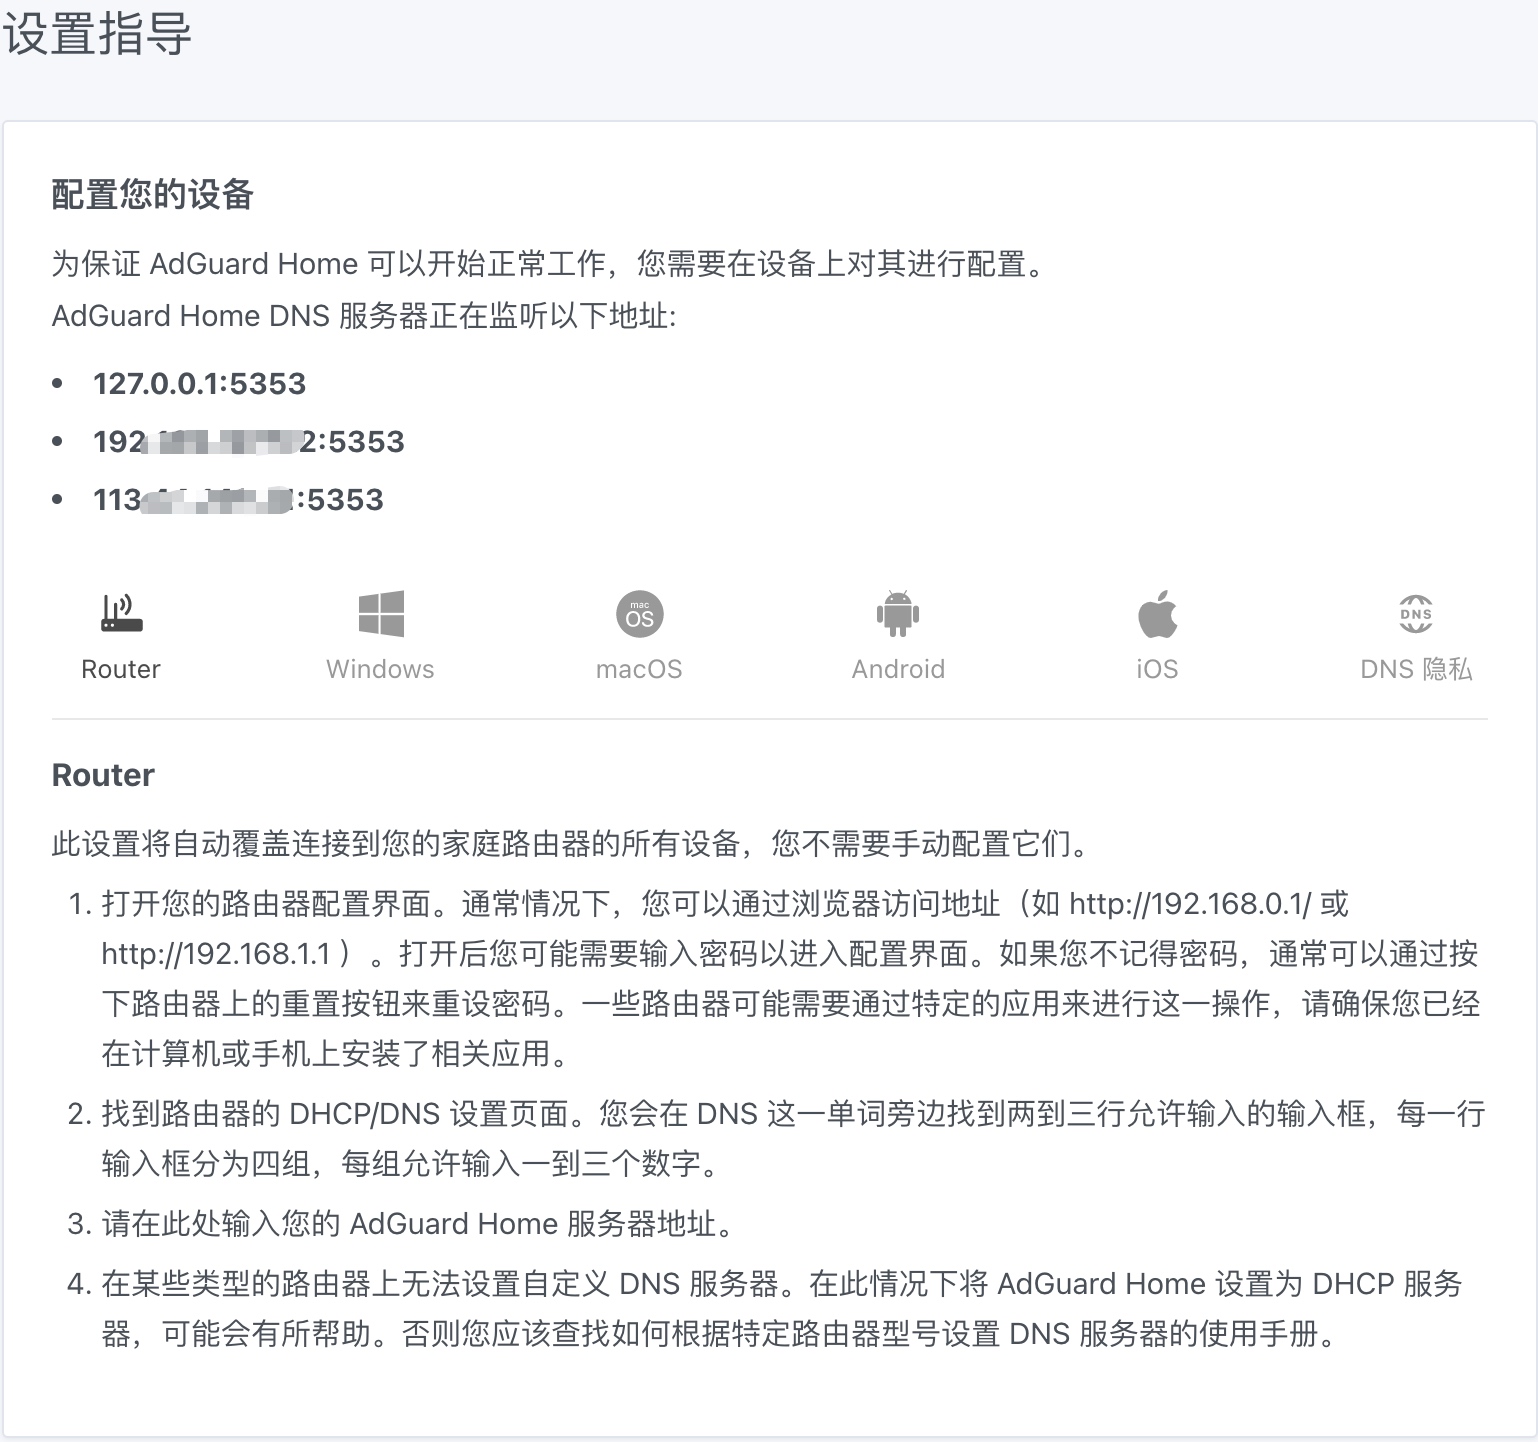 设置指导
配置您的设备
为保证 AdGuard Home 可以开始正常工作，您需要在设备上对其进行配置。
AdGuard Home DNS 服务器正在监听以下地址:
• 127.0.0.1:5353
• 192 2:5353
• 113 :5353
mac OS DNS
Router Windows macOS Android iOS DNS 隐私
Router
此设置将自动覆盖连接到您的家庭路由器的所有设备，您不需要手动配置它们。
1. 打开您的路由器配置界面。通常情况下，您可以通过浏览器访问地址（如 http://192.168.0.1/ 或
http://192.168.1.1 ）。打开后您可能需要输入密码以进入配置界面。如果您不记得密码，通常可以通过按
下路由器上的重置按钮来重设密码。一些路由器可能需要通过特定的应用来进行这一操作，请确保您已经
在计算机或手机上安装了相关应用。
2. 找到路由器的 DHCP/DNS 设置页面。您会在 DNS 这一单词旁边找到两到三行允许输入的输入框，每一行
输入框分为四组，每组允许输入一到三个数字。
3. 请在此处输入您的 AdGuard Home 服务器地址。
4. 在某些类型的路由器上无法设置自定义 DNS 服务器。在此情况下将 AdGuard Home 设置为 DHCP 服务
器，可能会有所帮助。否则您应该查找如何根据特定路由器型号设置 DNS 服务器的使用手册。